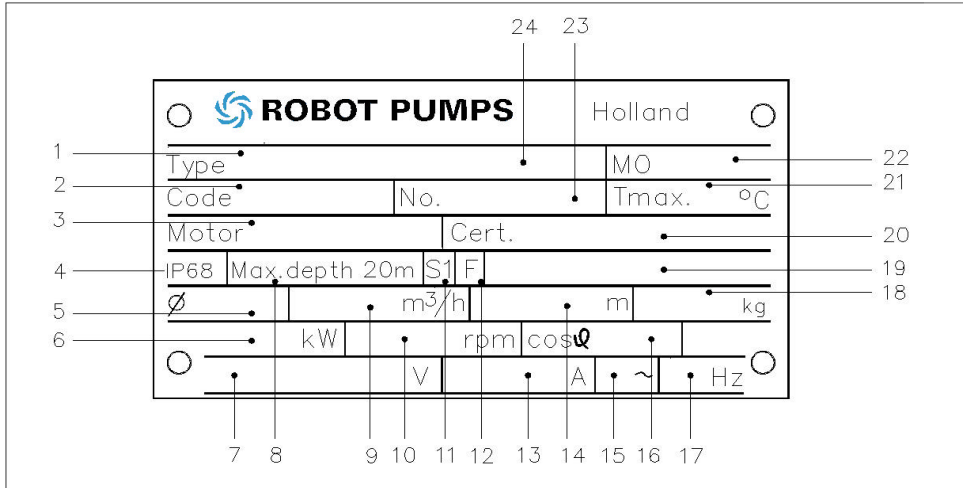 24 23
ROBOT PUMPS Holland
1 Type MO 22
2 Code No. Tmax. °C 21
3 Motor Cert. 20
4 IP68 Max.depth 20m S1 F 19
5 Ø m³/h m kg 18
6 kW rpm cosφ
V A ~ Hz
7 8 9 10 11 12 13 14 15 16 17